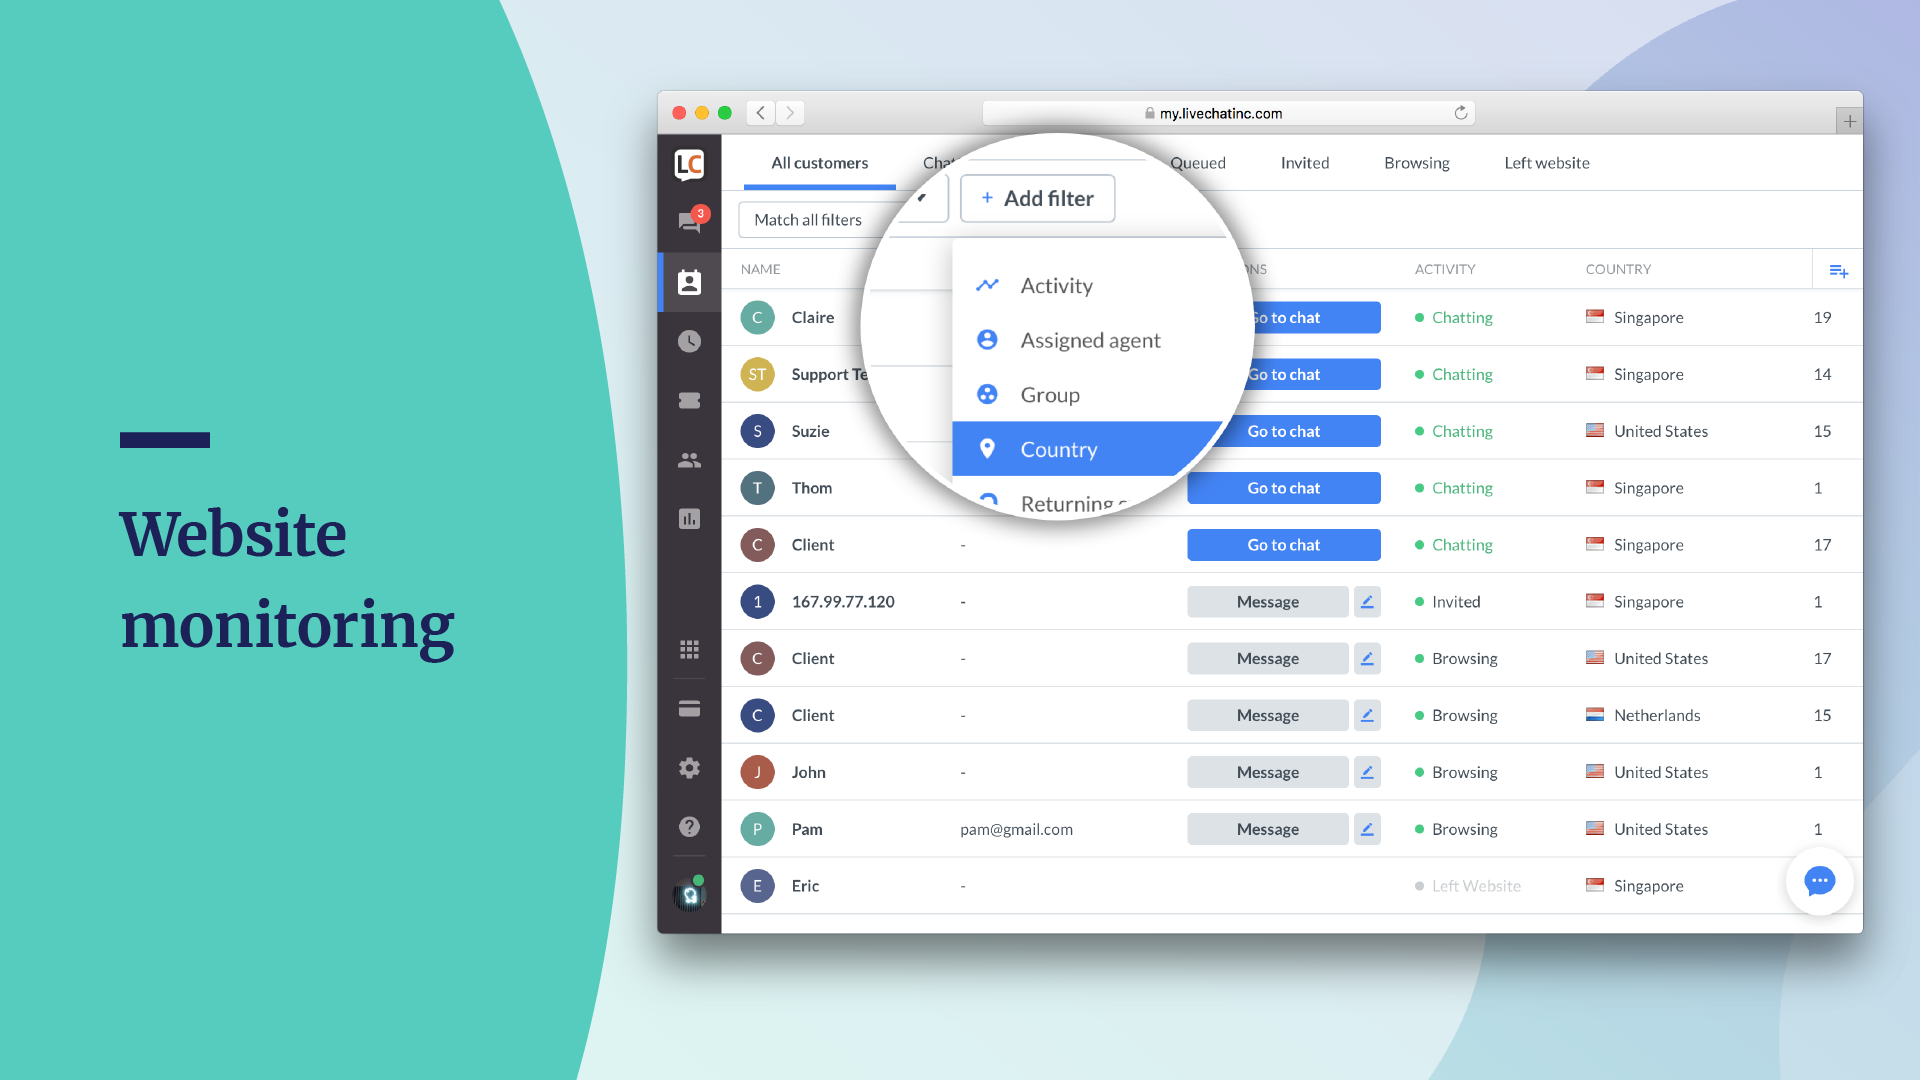 Website
monitoring
my.livechatinc.com
LC
3
All customers
Queued
Invited
Browsing
Left website
Match all filters
+ Add filter
Activity
Assigned agent
Group
Country
Returning
NAME
ACTIVITY
COUNTRY
C Claire Go to chat Chatting Singapore 19
ST Support Go to chat Chatting Singapore 14
S Suzie Go to chat Chatting United States 15
T Thom Go to chat Chatting Singapore 1
C Client - Go to chat Chatting Singapore 17
1 167.99.77.120 - Message Invited Singapore 1
C Client - Message Browsing United States 17
C Client - Message Browsing Netherlands 15
J John - Message Browsing United States 1
P Pam pam@gmail.com Message Browsing United States 1
E Eric - Left Website Singapore